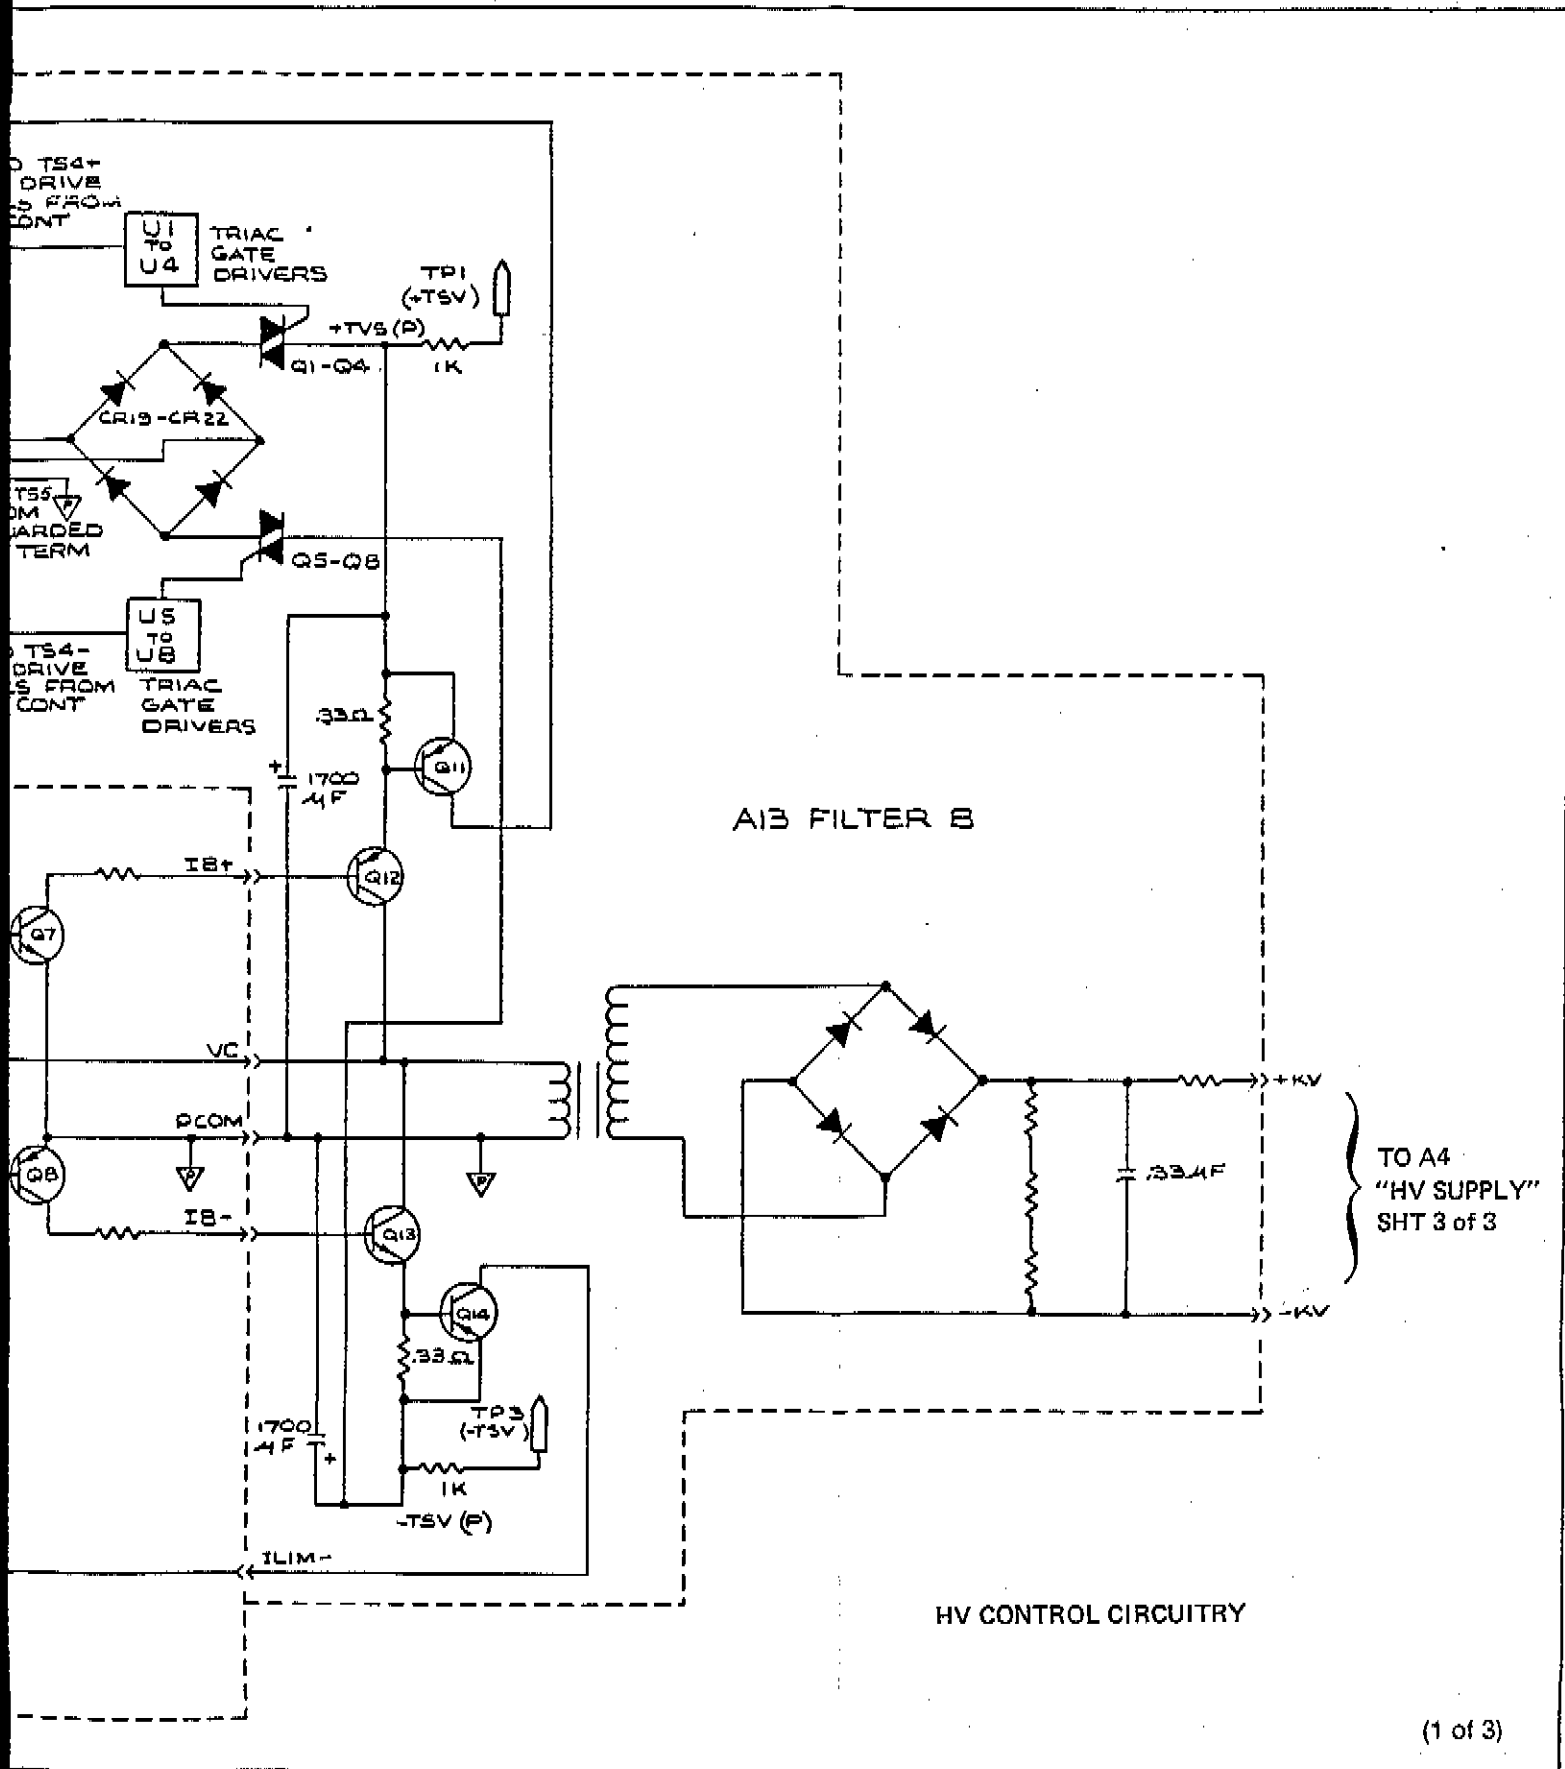 TS4+
DRIVE
FROM
U1
TO
U4
TRIAC
GATE
DRIVERS
TP1
(+TSV)
+TVS (P)
Q1-Q4
1K
CR19-CR22
TS5
P
TERM
Q5-Q8
U5
TO
U8
TS4-
DRIVE
FROM
CONT
TRIAC
GATE
DRIVERS
.33Ω
Q11
+
1700
µF
A13 FILTER B
IB+
Q12
Q7
VC
+KV
PCOM
P
P
.33µF
TO A4
"HV SUPPLY"
SHT 3 of 3
Q8
IB-
Q13
Q14
-KV
.33Ω
TP3
(-TSV)
1700
µF
+
1K
-TSV (P)
ILIM-
HV CONTROL CIRCUITRY
(1 of 3)